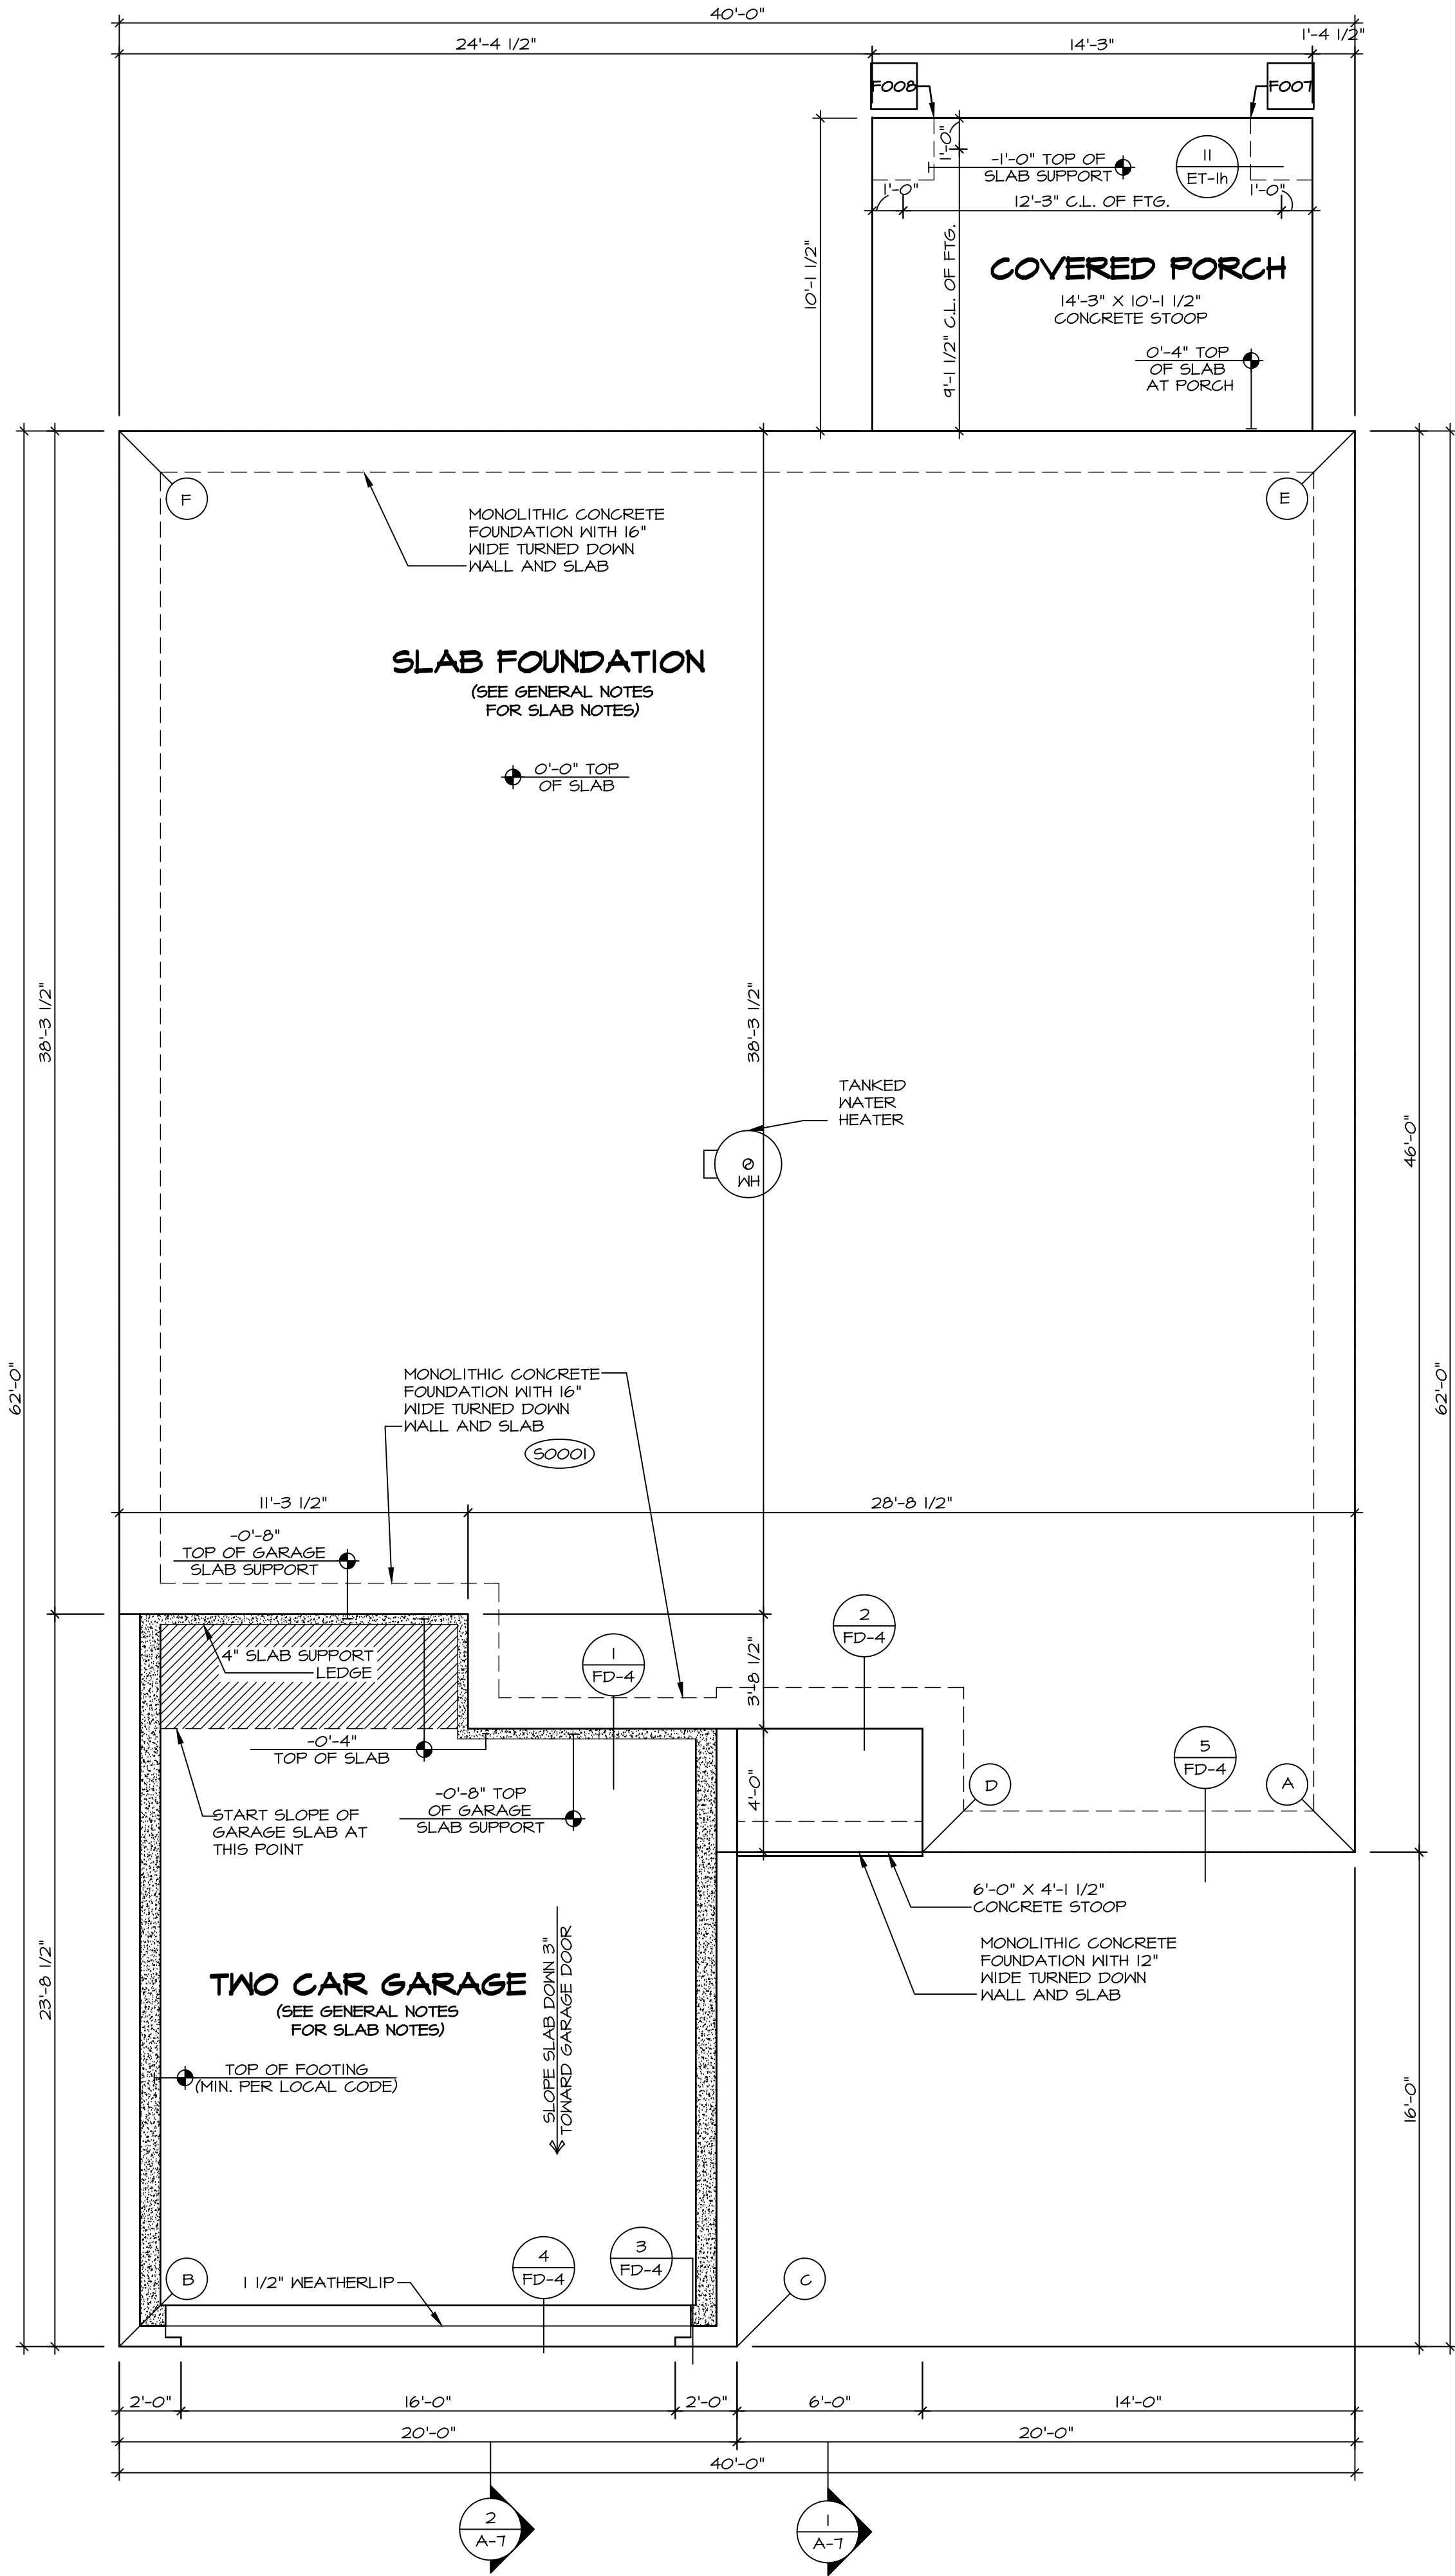 40'-0"
24'-4 1/2"
14'-3"
1'-4 1/2"
F008
F007
1'-0"
-1'-0" TOP OF
SLAB SUPPORT
11
ET-1h
1'-0"
1'-0"
12'-3" C.L. OF FTG.
10'-1 1/2"
9'-1 1/2" C.L. OF FTG.
COVERED PORCH
14'-3" X 10'-1 1/2"
CONCRETE STOOP
0'-4" TOP
OF SLAB
AT PORCH
F
E
MONOLITHIC CONCRETE
FOUNDATION WITH 16"
WIDE TURNED DOWN
WALL AND SLAB
SLAB FOUNDATION
(SEE GENERAL NOTES
FOR SLAB NOTES)
0'-0" TOP
OF SLAB
38'-3 1/2"
38'-3 1/2"
TANKED
WATER
HEATER
WH
46'-0"
62'-0"
62'-0"
MONOLITHIC CONCRETE
FOUNDATION WITH 16"
WIDE TURNED DOWN
WALL AND SLAB
S0001
11'-3 1/2"
28'-8 1/2"
-0'-8"
TOP OF GARAGE
SLAB SUPPORT
4" SLAB SUPPORT
LEDGE
1
FD-4
2
FD-4
3'-8 1/2"
-0'-4"
TOP OF SLAB
5
FD-4
D
A
4'-0"
-0'-8" TOP
OF GARAGE
SLAB SUPPORT
START SLOPE OF
GARAGE SLAB AT
THIS POINT
6'-0" X 4'-1 1/2"
CONCRETE STOOP
MONOLITHIC CONCRETE
FOUNDATION WITH 12"
WIDE TURNED DOWN
WALL AND SLAB
23'-8 1/2"
TWO CAR GARAGE
(SEE GENERAL NOTES
FOR SLAB NOTES)
SLOPE SLAB DOWN 3"
TOWARD GARAGE DOOR
TOP OF FOOTING
(MIN. PER LOCAL CODE)
16'-0"
B
1 1/2" WEATHERLIP
4
FD-4
3
FD-4
C
2'-0"
16'-0"
2'-0"
6'-0"
14'-0"
20'-0"
20'-0"
40'-0"
2
A-7
1
A-7